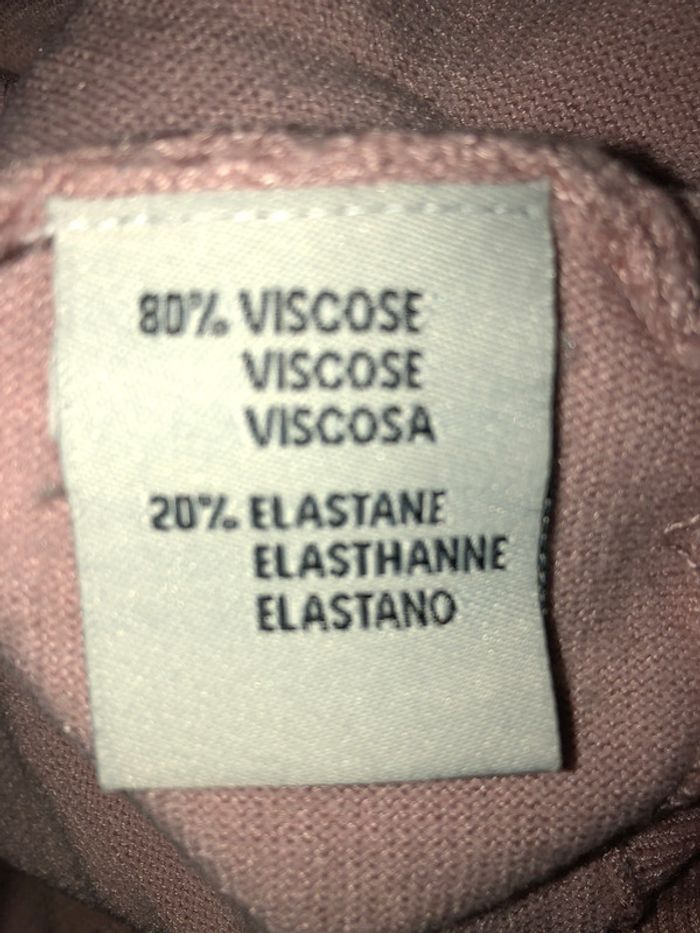 80% VISCOSE
VISCOSE
VISCOSA
20% ELASTANE
ELASTHANNE
ELASTANO